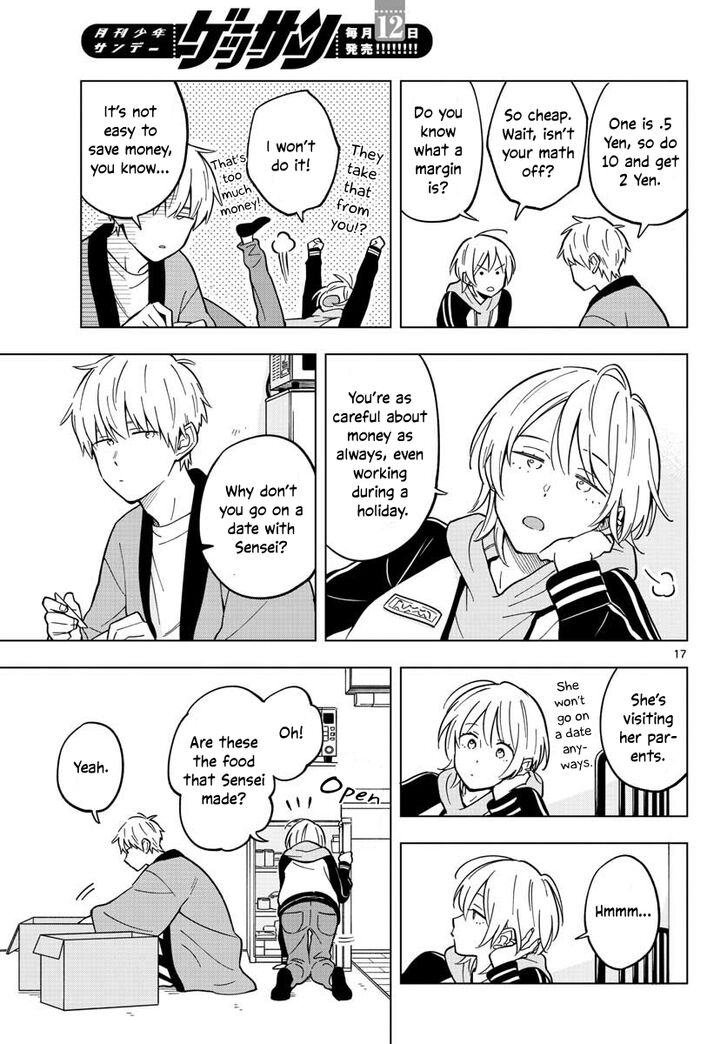 月刊少年
サンデー
ゲッサン
毎月12日
発売!!!!!!!!!
One is .5
Yen, so do
10 and get
2 Yen.
So cheap.
Wait, isn't
your math
off?
Do you
know
what a
margin
is?
They
take
that
from
you!?
I won't
do it!
That's
too
much
money!
It's not
easy to
save money,
you know...
You're as
careful about
money as
always, even
working
during a
holiday.
Why don't
you go on
a date with
Sensei?
17
She's
visiting
her par-
ents.
She
won't
go on
a date
any-
ways.
Hmmm...
Open
Oh!
Are these
the food
that Sensei
made?
Yeah.